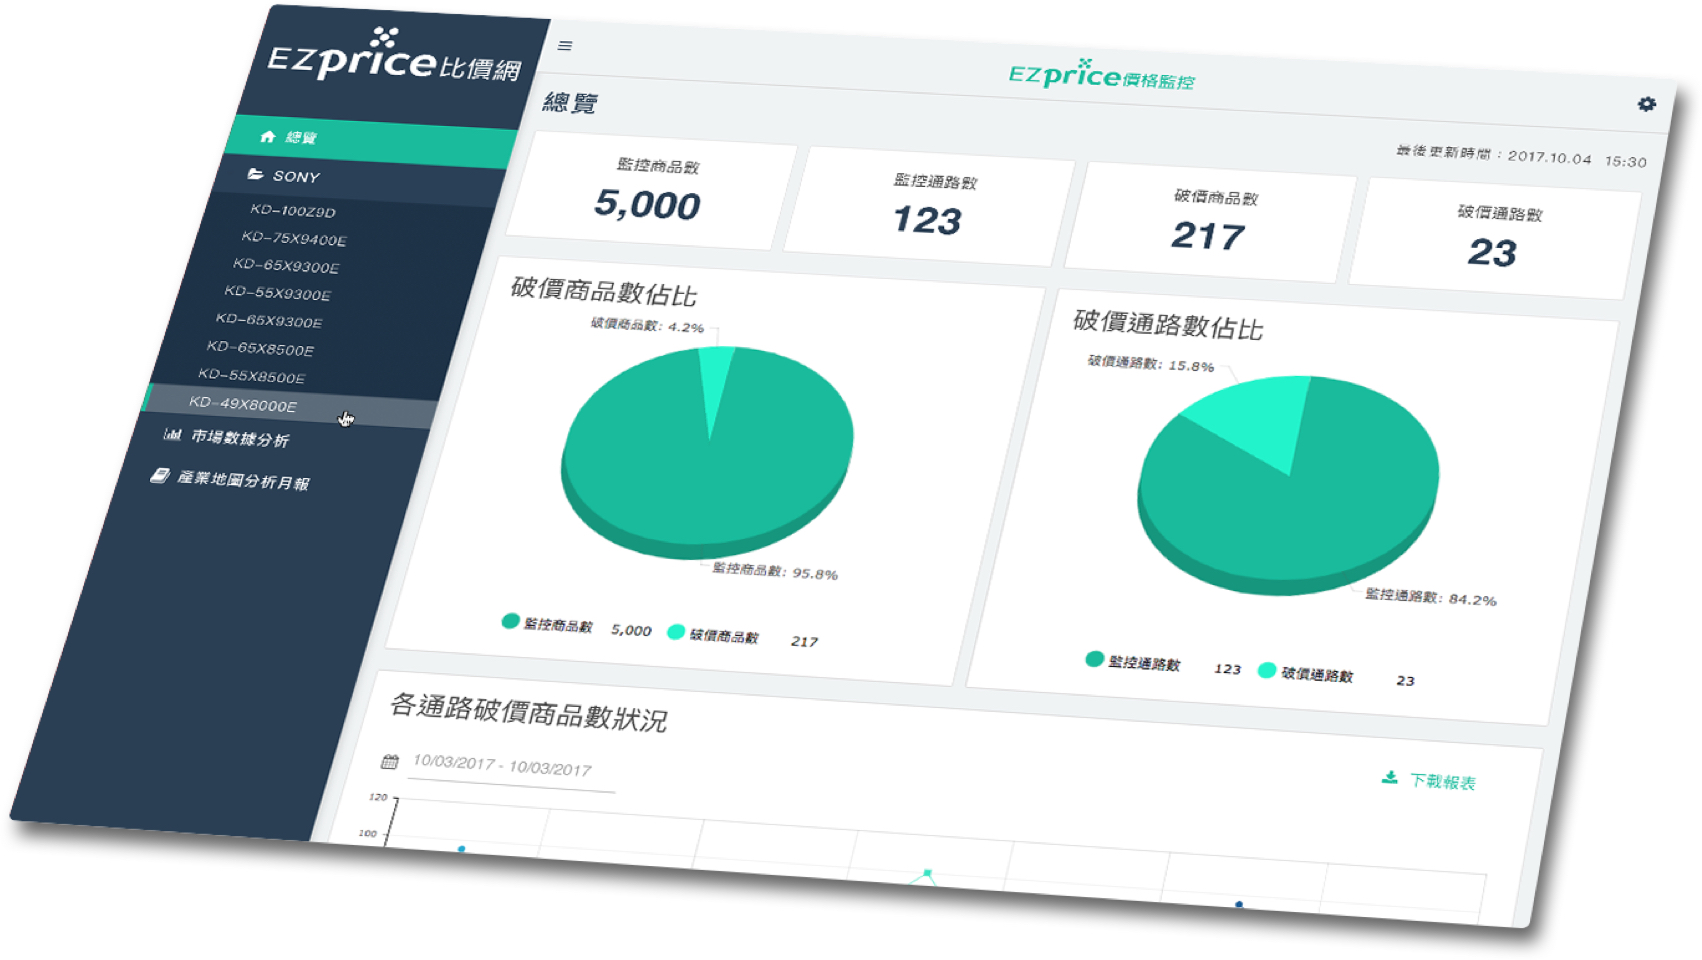 EZprice比價網
總覽
SONY
KD-100Z9D
KD-75X9400E
KD-65X9300E
KD-55X9300E
KD-65X9300E
KD-65X8500E
KD-55X8500E
KD-49X8000E
市場數據分析
產業地圖分析月報
EZprice價格監控
總覽
最後更新時間：2017.10.04 15:30
監控商品數
5,000
監控通路數
123
破價商品數
217
破價通路數
23
破價商品數佔比
破價商品數: 4.2%
監控商品數: 95.8%
監控商品數 5,000 破價商品數 217
破價通路數佔比
破價通路數: 15.8%
監控通路數: 84.2%
監控通路數 123 破價通路數 23
各通路破價商品數狀況
10/03/2017 - 10/03/2017
下載報表
120
100